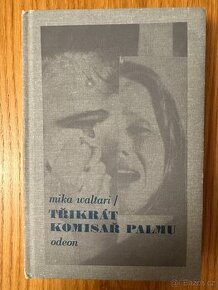 mika waltari /
TŘIKRÁT
KOMISAŘ PALMU
odeon